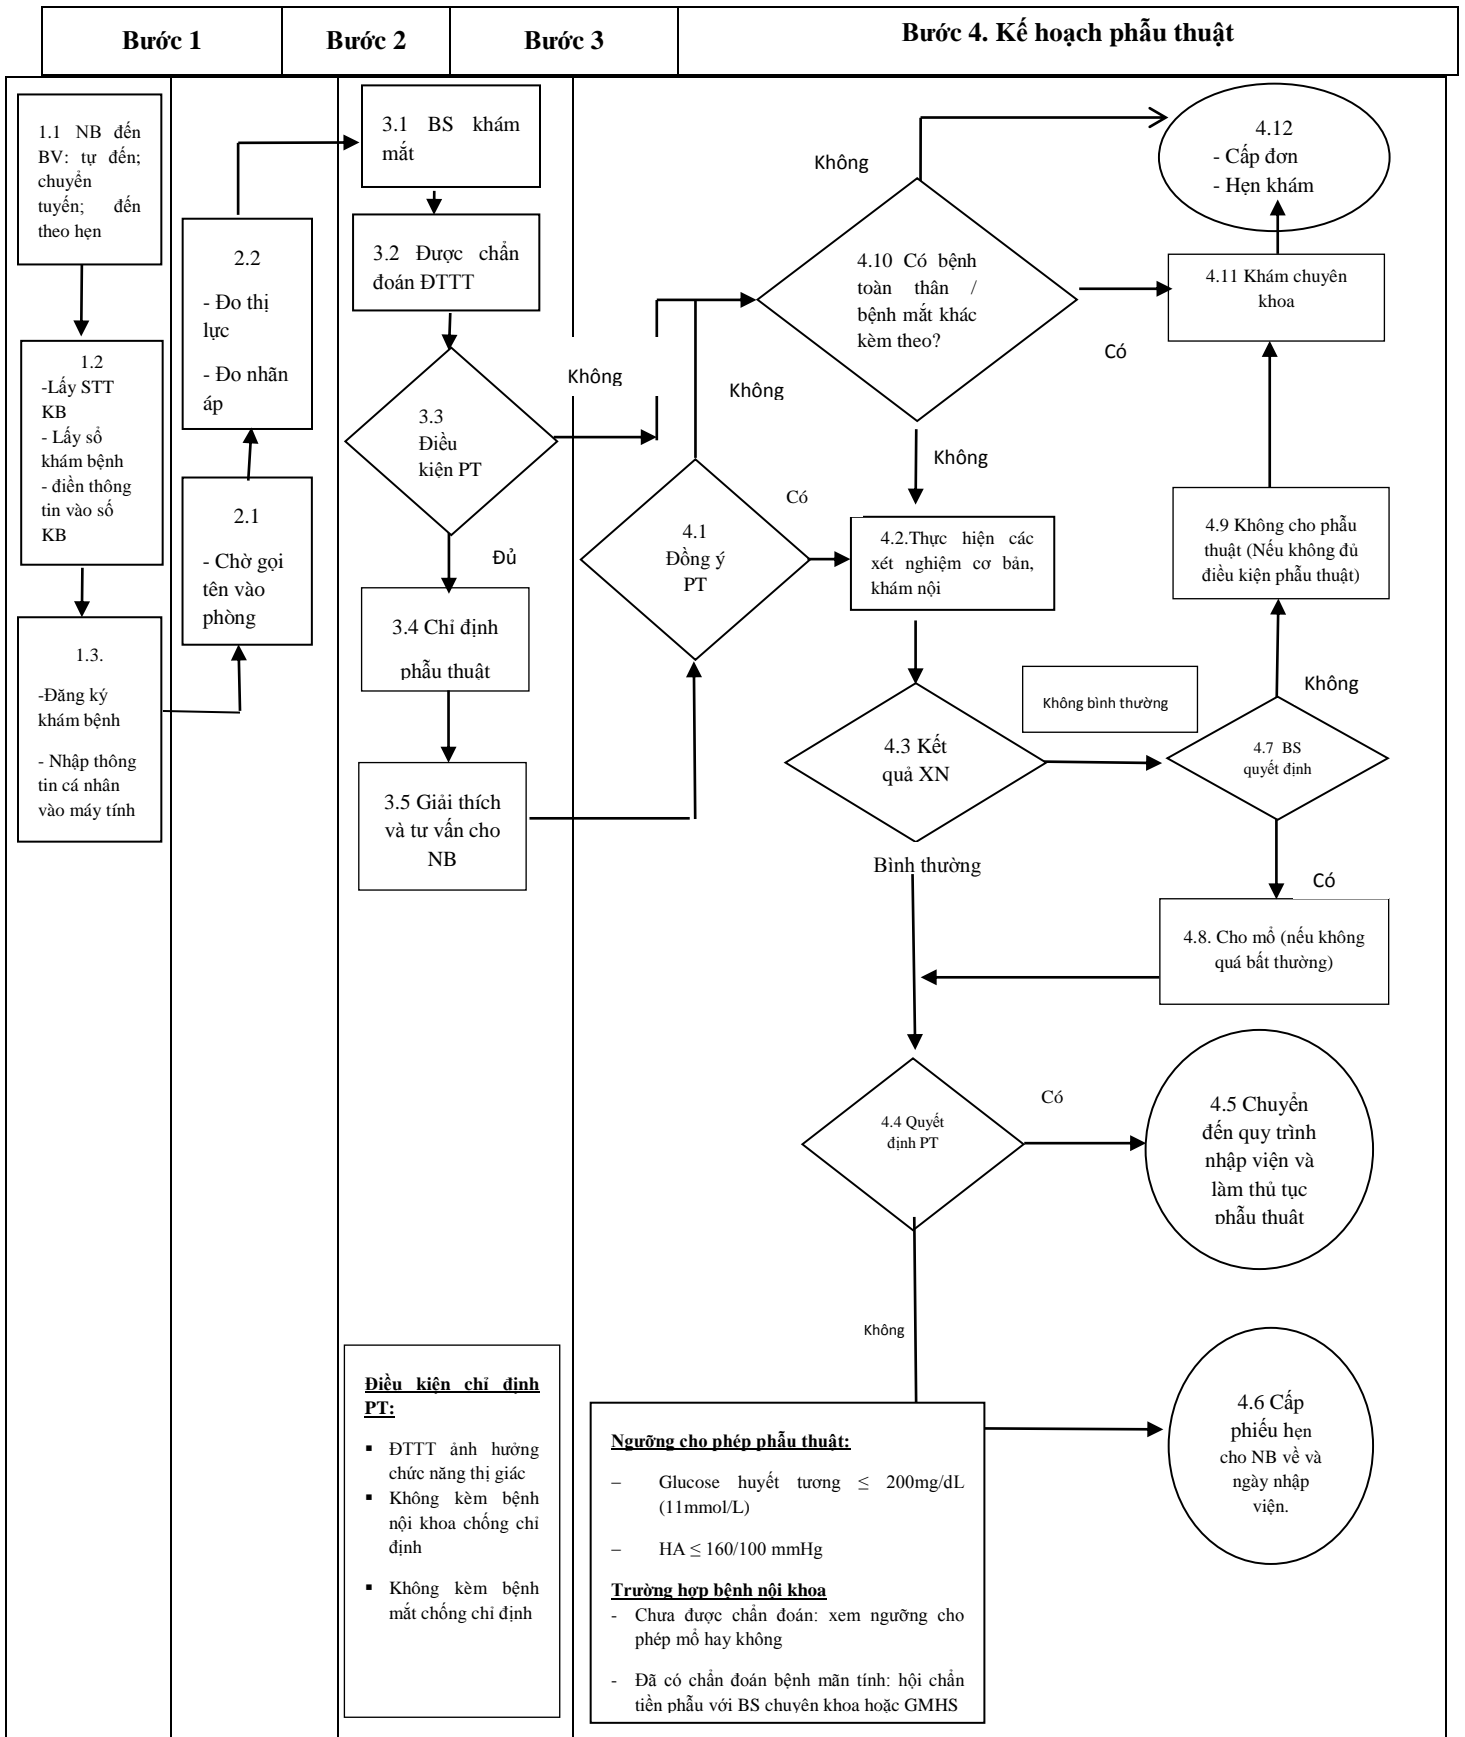 Bước 1
Bước 2
Bước 3
Bước 4. Kế hoạch phẫu thuật
1.1 NB đến
BV: tự đến;
chuyển
tuyến; đến
theo hẹn
1.2
-Lấy STT
KB
- Lấy sổ
khám bệnh
- điền thông
tin vào số
KB
1.3.
-Đăng ký
khám bệnh
- Nhập thông
tin cá nhân
vào máy tính
2.2
- Đo thị
lực
- Đo nhãn
áp
2.1
- Chờ gọi
tên vào
phòng
3.1 BS khám
mắt
3.2 Được chẩn
đoán ĐTTT
3.3
Điều
kiện PT
Không
Đủ
3.4 Chỉ định
phẫu thuật
3.5 Giải thích
và tư vấn cho
NB
Điều kiện chỉ định
PT:
▪ ĐTTT ảnh hưởng
chức năng thị giác
▪ Không kèm bệnh
nội khoa chống chỉ
định
▪ Không kèm bệnh
mắt chống chỉ định
4.1
Đồng ý
PT
Không
Có
4.10 Có bệnh
toàn thân /
bệnh mắt khác
kèm theo?
Không
Có
Không
4.12
- Cấp đơn
- Hẹn khám
4.11 Khám chuyên
khoa
4.2.Thực hiện các
xét nghiệm cơ bản,
khám nội
4.9 Không cho phẫu
thuật (Nếu không đủ
điều kiện phẫu thuật)
4.3 Kết
quả XN
Không bình thường
Bình thường
4.7 BS
quyết định
Không
Có
4.8. Cho mổ (nếu không
quá bất thường)
4.4 Quyết
định PT
Có
Không
4.5 Chuyển
đến quy trình
nhập viện và
làm thủ tục
phẫu thuật
4.6 Cấp
phiếu hẹn
cho NB về và
ngày nhập
viện.
Ngưỡng cho phép phẫu thuật:
– Glucose huyết tương ≤ 200mg/dL
(11mmol/L)
– HA ≤ 160/100 mmHg
Trường hợp bệnh nội khoa
- Chưa được chẩn đoán: xem ngưỡng cho
phép mổ hay không
- Đã có chẩn đoán bệnh mãn tính: hội chẩn
tiền phẫu với BS chuyên khoa hoặc GMHS